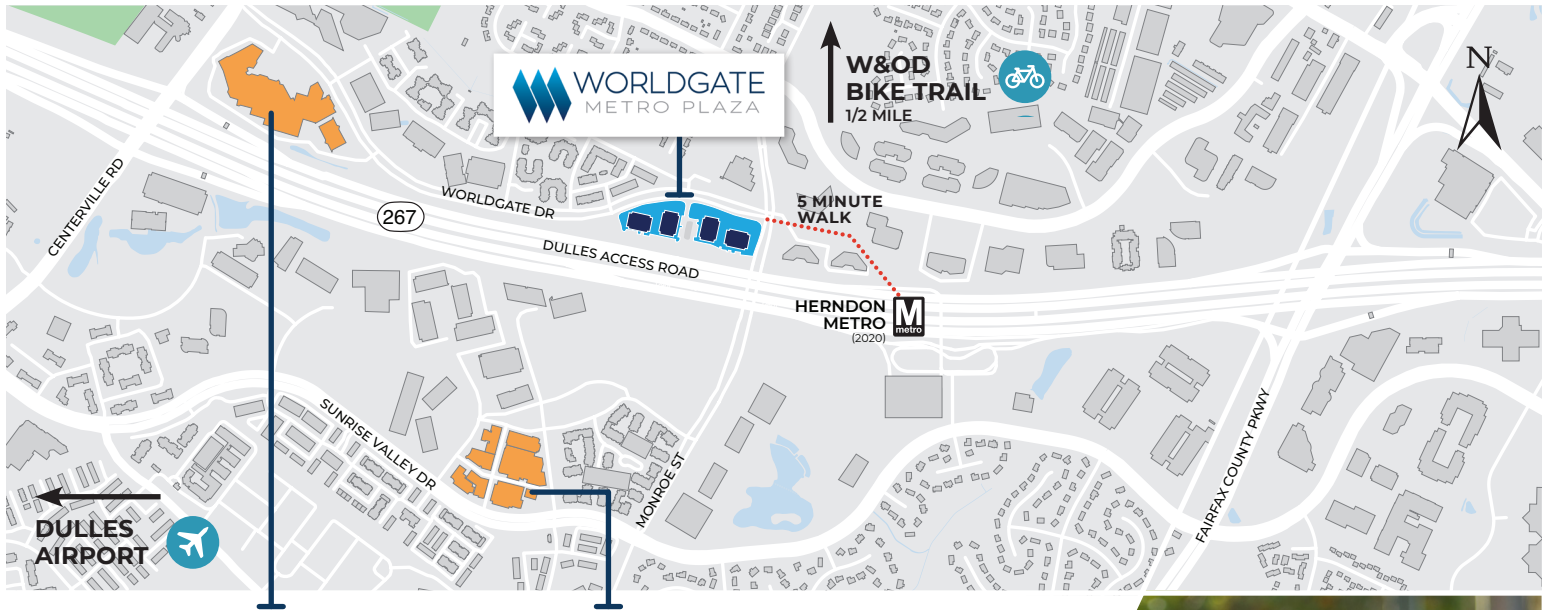 WORLDGATE
METRO PLAZA
W&OD
BIKE TRAIL
1/2 MILE
N
CENTERVILLE RD
WORLDGATE DR
267
5 MINUTE
WALK
DULLES ACCESS ROAD
HERNDON
METRO
(2020)
M
metro
SUNRISE VALLEY DR
MONROE ST
FAIRFAX COUNTY PKWY
DULLES
AIRPORT